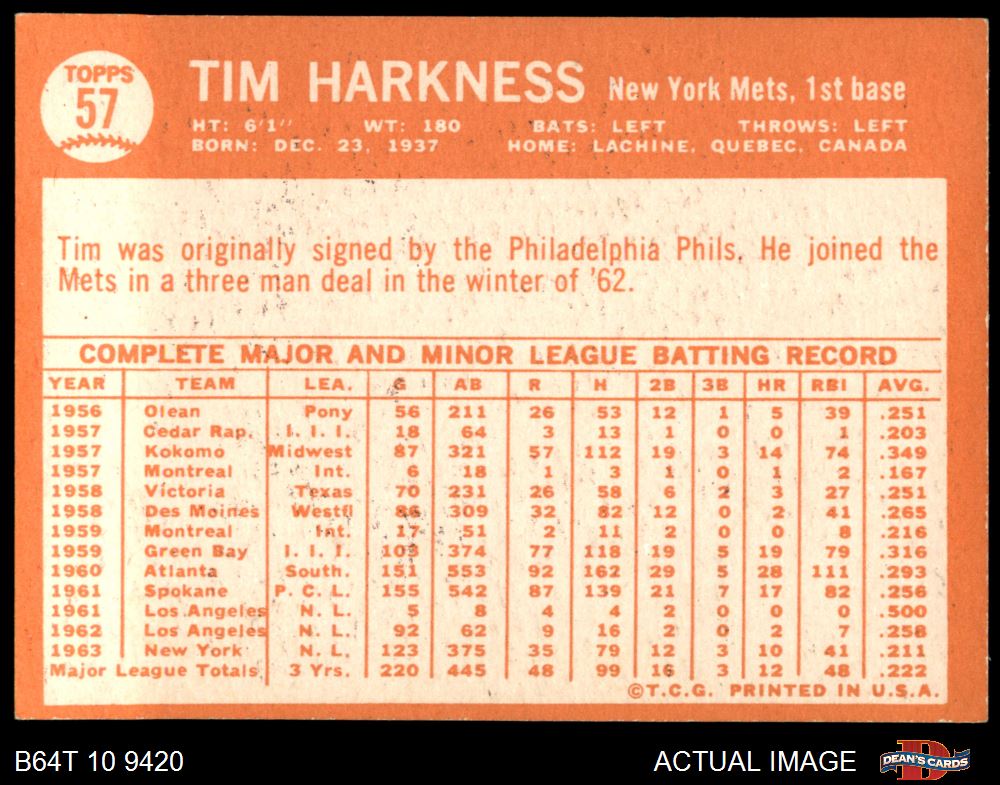 TOPPS
57
TIM HARKNESS New York Mets, 1st base
HT: 6'1" WT: 180 BATS: LEFT THROWS: LEFT
BORN: DEC. 23, 1937 HOME: LACHINE, QUEBEC, CANADA
Tim was originally signed by the Philadelphia Phils. He joined the
Mets in a three man deal in the winter of '62.
COMPLETE MAJOR AND MINOR LEAGUE BATTING RECORD
YEAR TEAM LEA. G AB R H 2B 3B HR RBI AVG.
1956 Olean Pony 56 211 26 53 12 1 5 39 .251
1957 Cedar Rap. I. I. I. 18 64 3 13 1 0 0 1 .203
1957 Kokomo Midwest 87 321 57 112 19 3 14 74 .349
1957 Montreal Int. 6 18 1 3 1 0 1 2 .167
1958 Victoria Texas 70 231 26 58 6 2 3 27 .251
1958 Des Moines Westn 86 309 32 82 12 0 2 41 .265
1959 Montreal Int. 17 51 2 11 2 0 0 8 .216
1959 Green Bay I. I. I. 103 374 77 118 19 5 19 79 .316
1960 Atlanta South. 151 553 92 162 29 5 28 111 .293
1961 Spokane P. C. L. 155 542 87 139 21 7 17 82 .256
1961 Los Angeles N. L. 5 8 4 4 2 0 0 0 .500
1962 Los Angeles N. L. 92 62 9 16 2 0 2 7 .258
1963 New York N. L. 123 375 35 79 12 3 10 41 .211
Major League Totals 3 Yrs. 220 445 48 99 16 3 12 48 .222
©T.C.G. PRINTED IN U.S.A.
B64T 10 9420 ACTUAL IMAGE DEAN'S CARDS